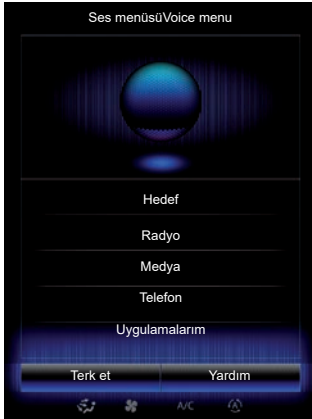 Ses menüsüVoice menu
Hedef
Radyo
Medya
Telefon
Uygulamalarım
Terk et Yardım
A/C
A